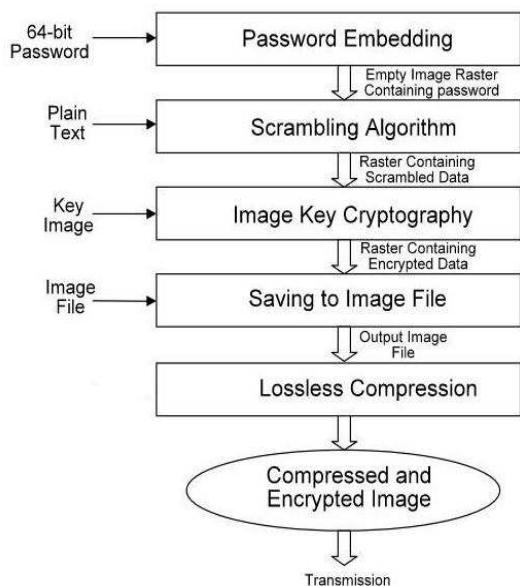 64-bit
Password
Password Embedding
Empty Image Raster
Containing password
Plain
Text
Scrambling Algorithm
Raster Containing
Scrambled Data
Key
Image
Image Key Cryptography
Raster Containing
Encrypted Data
Image
File
Saving to Image File
Output Image
File
Lossless Compression
Compressed and
Encrypted Image
Transmission